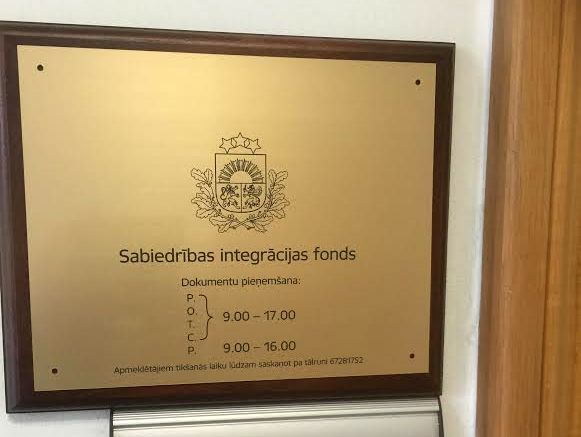 Sabiedrības integrācijas fonds
Dokumentu pieņemšana:
P.
O.
T.
C.
9.00 – 17.00
P. 9.00 – 16.00
Apmeklētājiem tikšanās laiku lūdzam saskaņot pa tālruni 67281752